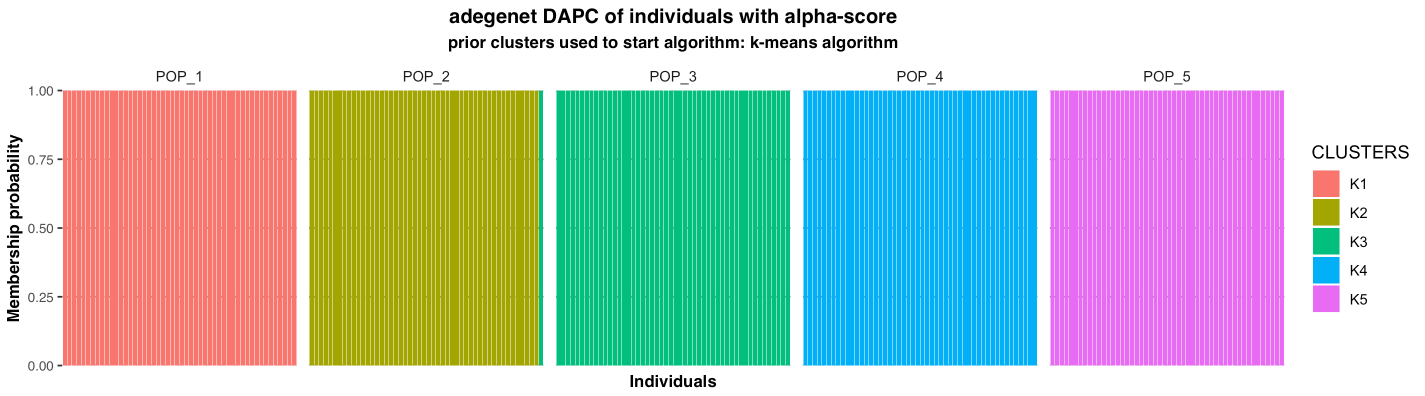 adegenet DAPC of individuals with alpha-score
prior clusters used to start algorithm: k-means algorithm
POP_1 POP_2 POP_3 POP_4 POP_5
Membership probability
1.00
0.75
0.50
0.25
0.00
Individuals
CLUSTERS
K1
K2
K3
K4
K5